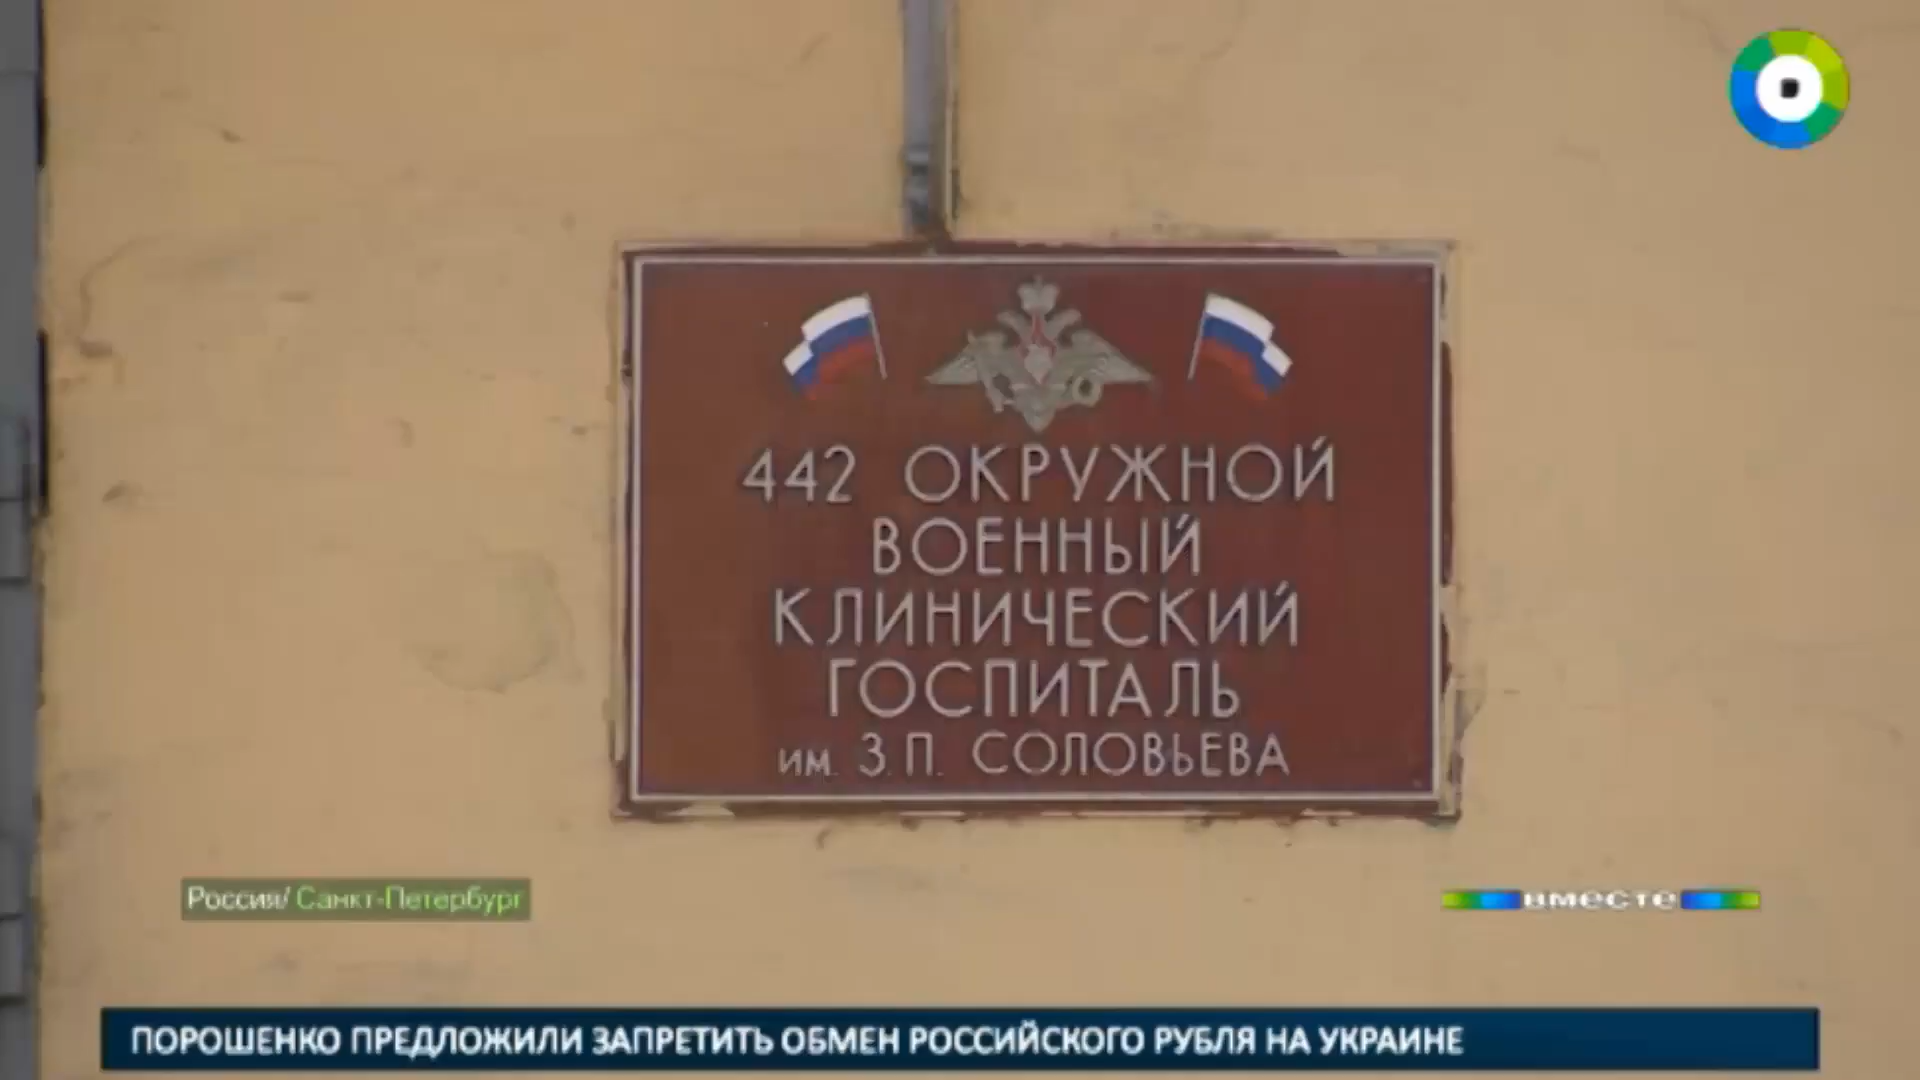 442 ОКРУЖНОЙ
ВОЕННЫЙ
КЛИНИЧЕСКИЙ
ГОСПИТАЛЬ
им. З.П. СОЛОВЬЕВА
Россия/ Санкт-Петербург
вместе
ПОРОШЕНКО ПРЕДЛОЖИЛИ ЗАПРЕТИТЬ ОБМЕН РОССИЙСКОГО РУБЛЯ НА УКРАИНЕ